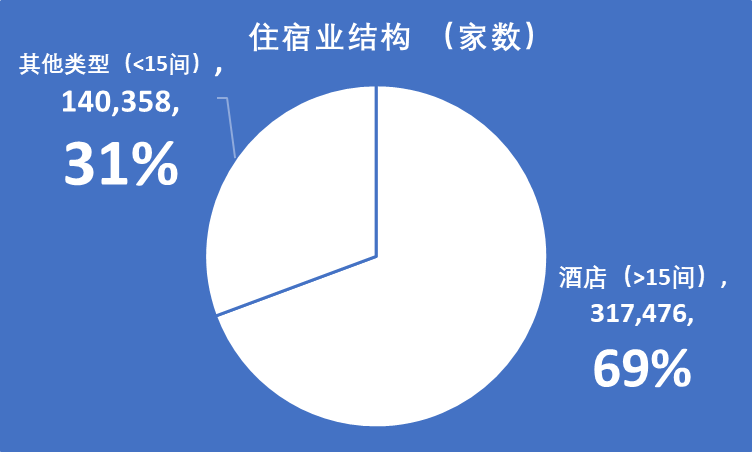 住宿业结构 （家数）
其他类型（<15间）,
140,358,
31%
酒店（>15间）,
317,476,
69%